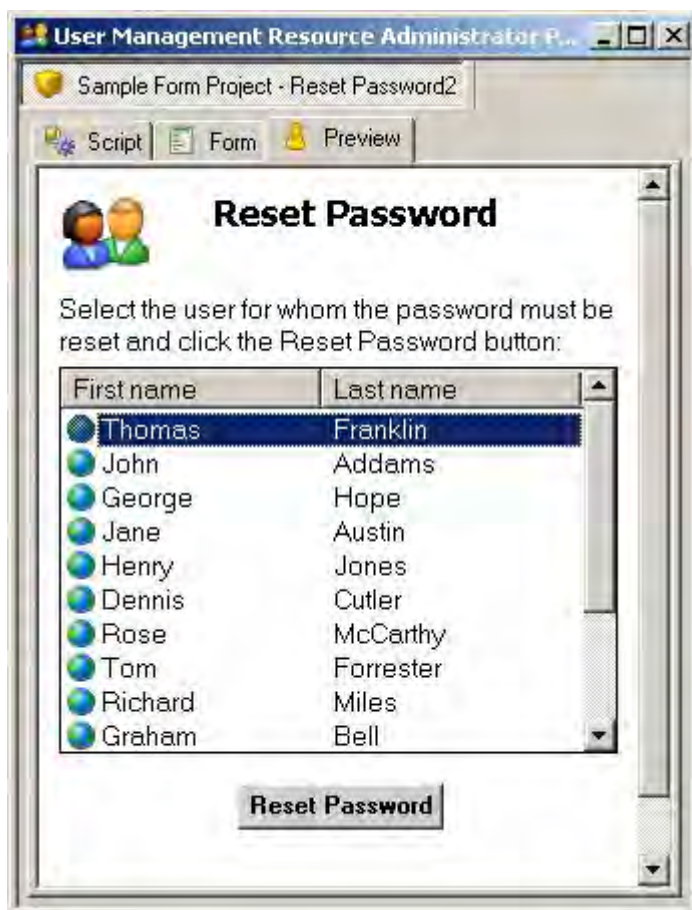 User Management Resource Administrator P...
Sample Form Project - Reset Password2
Script Form Preview
Reset Password
Select the user for whom the password must be
reset and click the Reset Password button:
First name Last name
Thomas Franklin
John Addams
George Hope
Jane Austin
Henry Jones
Dennis Cutler
Rose McCarthy
Tom Forrester
Richard Miles
Graham Bell
Reset Password